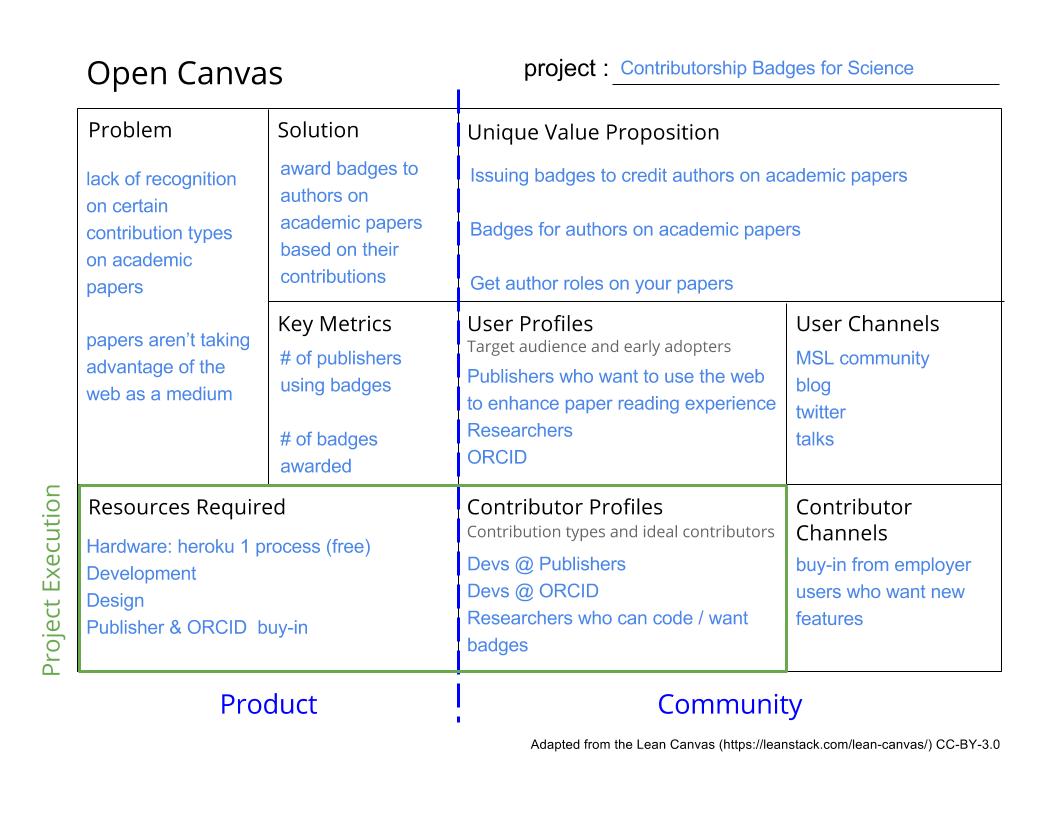 Open Canvas
project : Contributorship Badges for Science
Problem
lack of recognition
on certain
contribution types
on academic
papers
papers aren’t taking
advantage of the
web as a medium
Solution
award badges to
authors on
academic papers
based on their
contributions
Key Metrics
# of publishers
using badges
# of badges
awarded
Unique Value Proposition
Issuing badges to credit authors on academic papers
Badges for authors on academic papers
Get author roles on your papers
User Profiles
Target audience and early adopters
Publishers who want to use the web
to enhance paper reading experience
Researchers
ORCID
User Channels
MSL community
blog
twitter
talks
Project Execution
Resources Required
Hardware: heroku 1 process (free)
Development
Design
Publisher & ORCID  buy-in
Contributor Profiles
Contribution types and ideal contributors
Devs @ Publishers
Devs @ ORCID
Researchers who can code / want
badges
Contributor
Channels
buy-in from employer
users who want new
features
Product
Community
Adapted from the Lean Canvas (https://leanstack.com/lean-canvas/) CC-BY-3.0